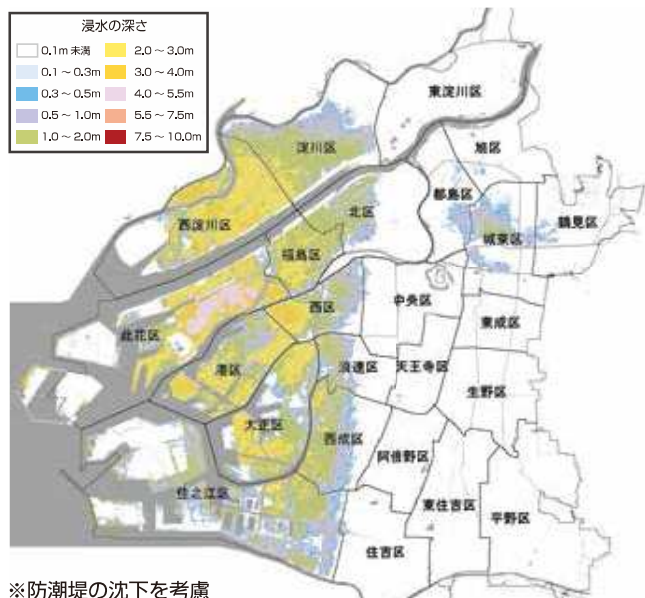 浸水の深さ
0.1m 未満
0.1～0.3m
0.3～0.5m
0.5～1.0m
1.0～2.0m
2.0～3.0m
3.0～4.0m
4.0～5.5m
5.5～7.5m
7.5～10.0m
東淀川区
淀川区
旭区
都島区
北区
鶴見区
城東区
西淀川区
福島区
中央区
西区
東成区
此花区
港区
浪速区
天王寺区
生野区
大正区
西成区
阿倍野区
住之江区
東住吉区
平野区
住吉区
※防潮堤の沈下を考慮